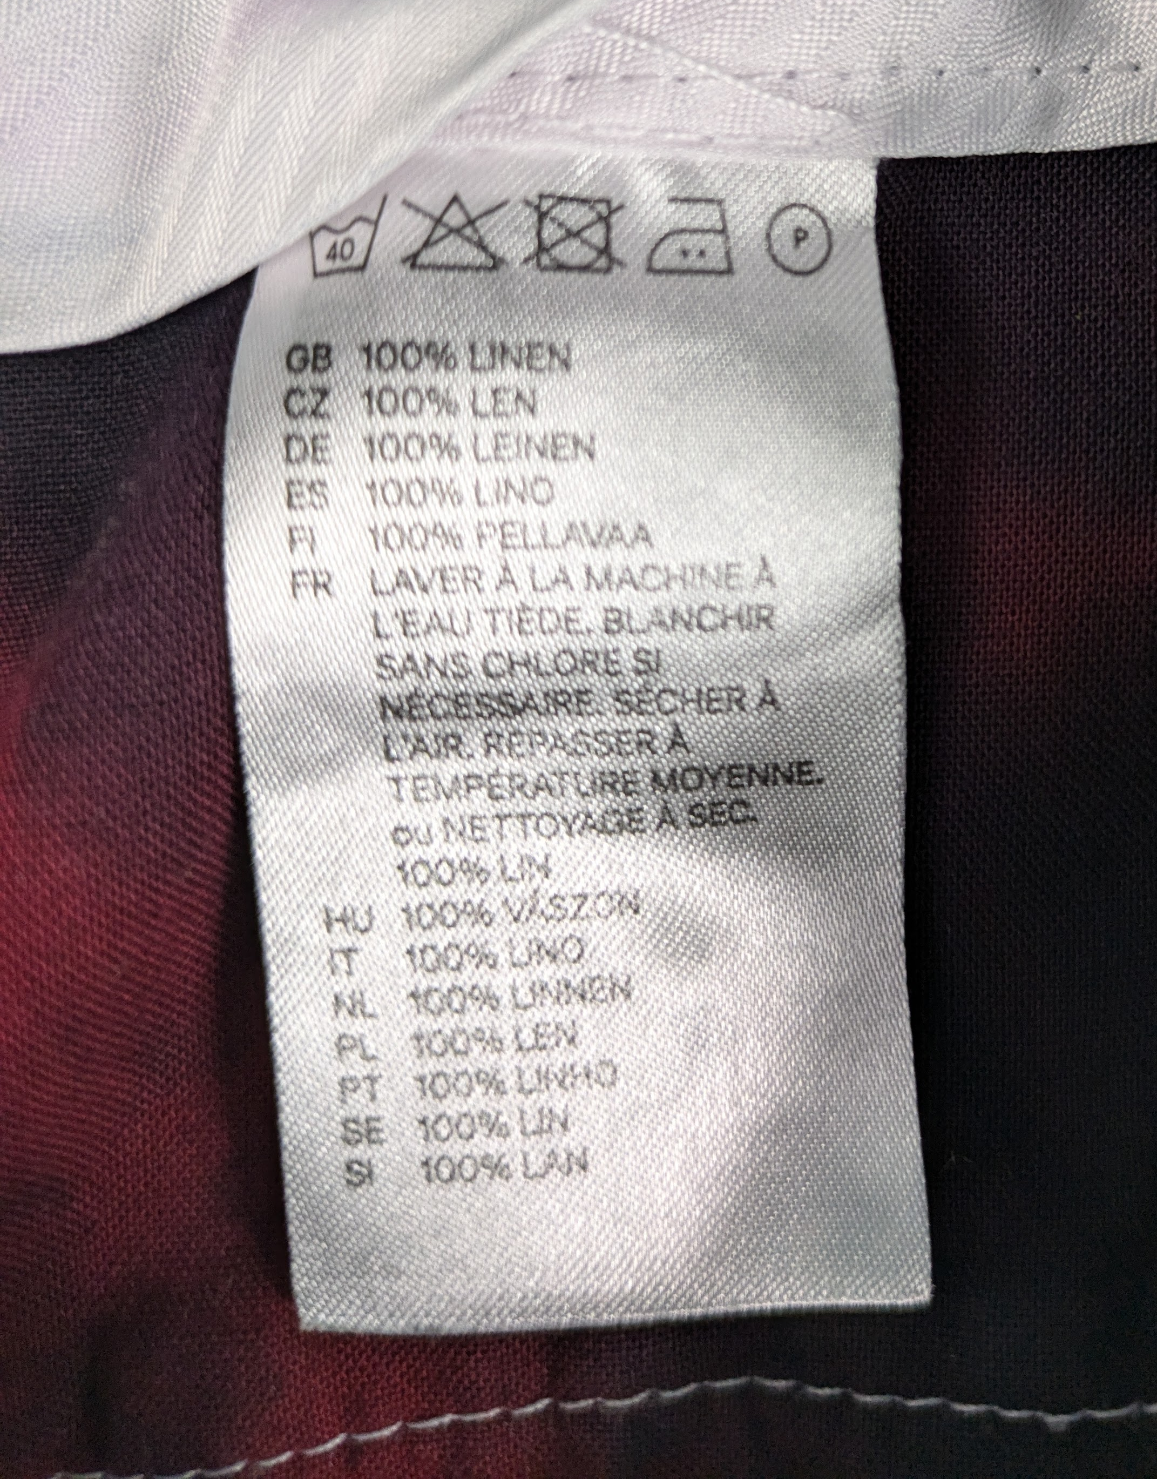 40
P
GB 100% LINEN
CZ 100% LEN
DE 100% LEINEN
ES 100% LINO
FI 100% PELLAVAA
FR LAVER À LA MACHINE À
L'EAU TIÈDE. BLANCHIR
SANS CHLORE SI
NÉCESSAIRE. SÉCHER À
L'AIR. REPASSER À
TEMPÉRATURE MOYENNE.
ou NETTOYAGE À SEC.
100% LIN
HU 100% VÁSZON
IT 100% LINO
NL 100% LINNEN
PL 100% LEN
PT 100% LINHO
SE 100% LIN
SI 100% LAN